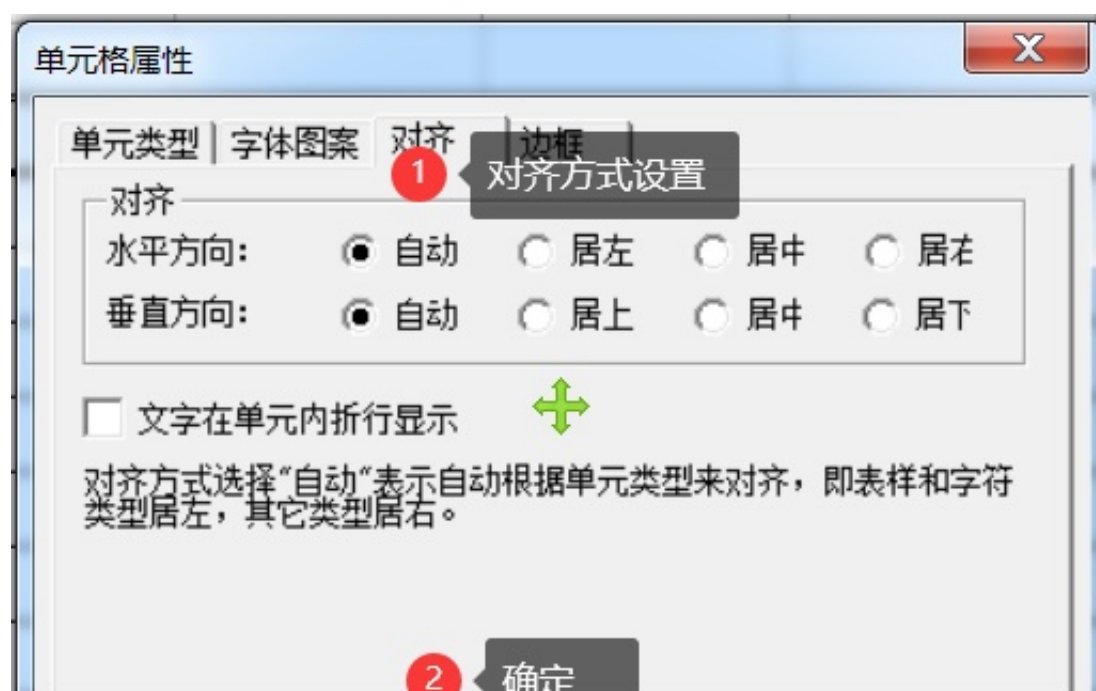 单元格属性
X
单元类型 字体图案 对齐 边框
1 对齐方式设置
对齐
水平方向: 自动 居左 居中 居右
垂直方向: 自动 居上 居中 居下
文字在单元内折行显示
对齐方式选择“自动”表示自动根据单元类型来对齐，即表样和字符
类型居左，其它类型居右。
2 确定